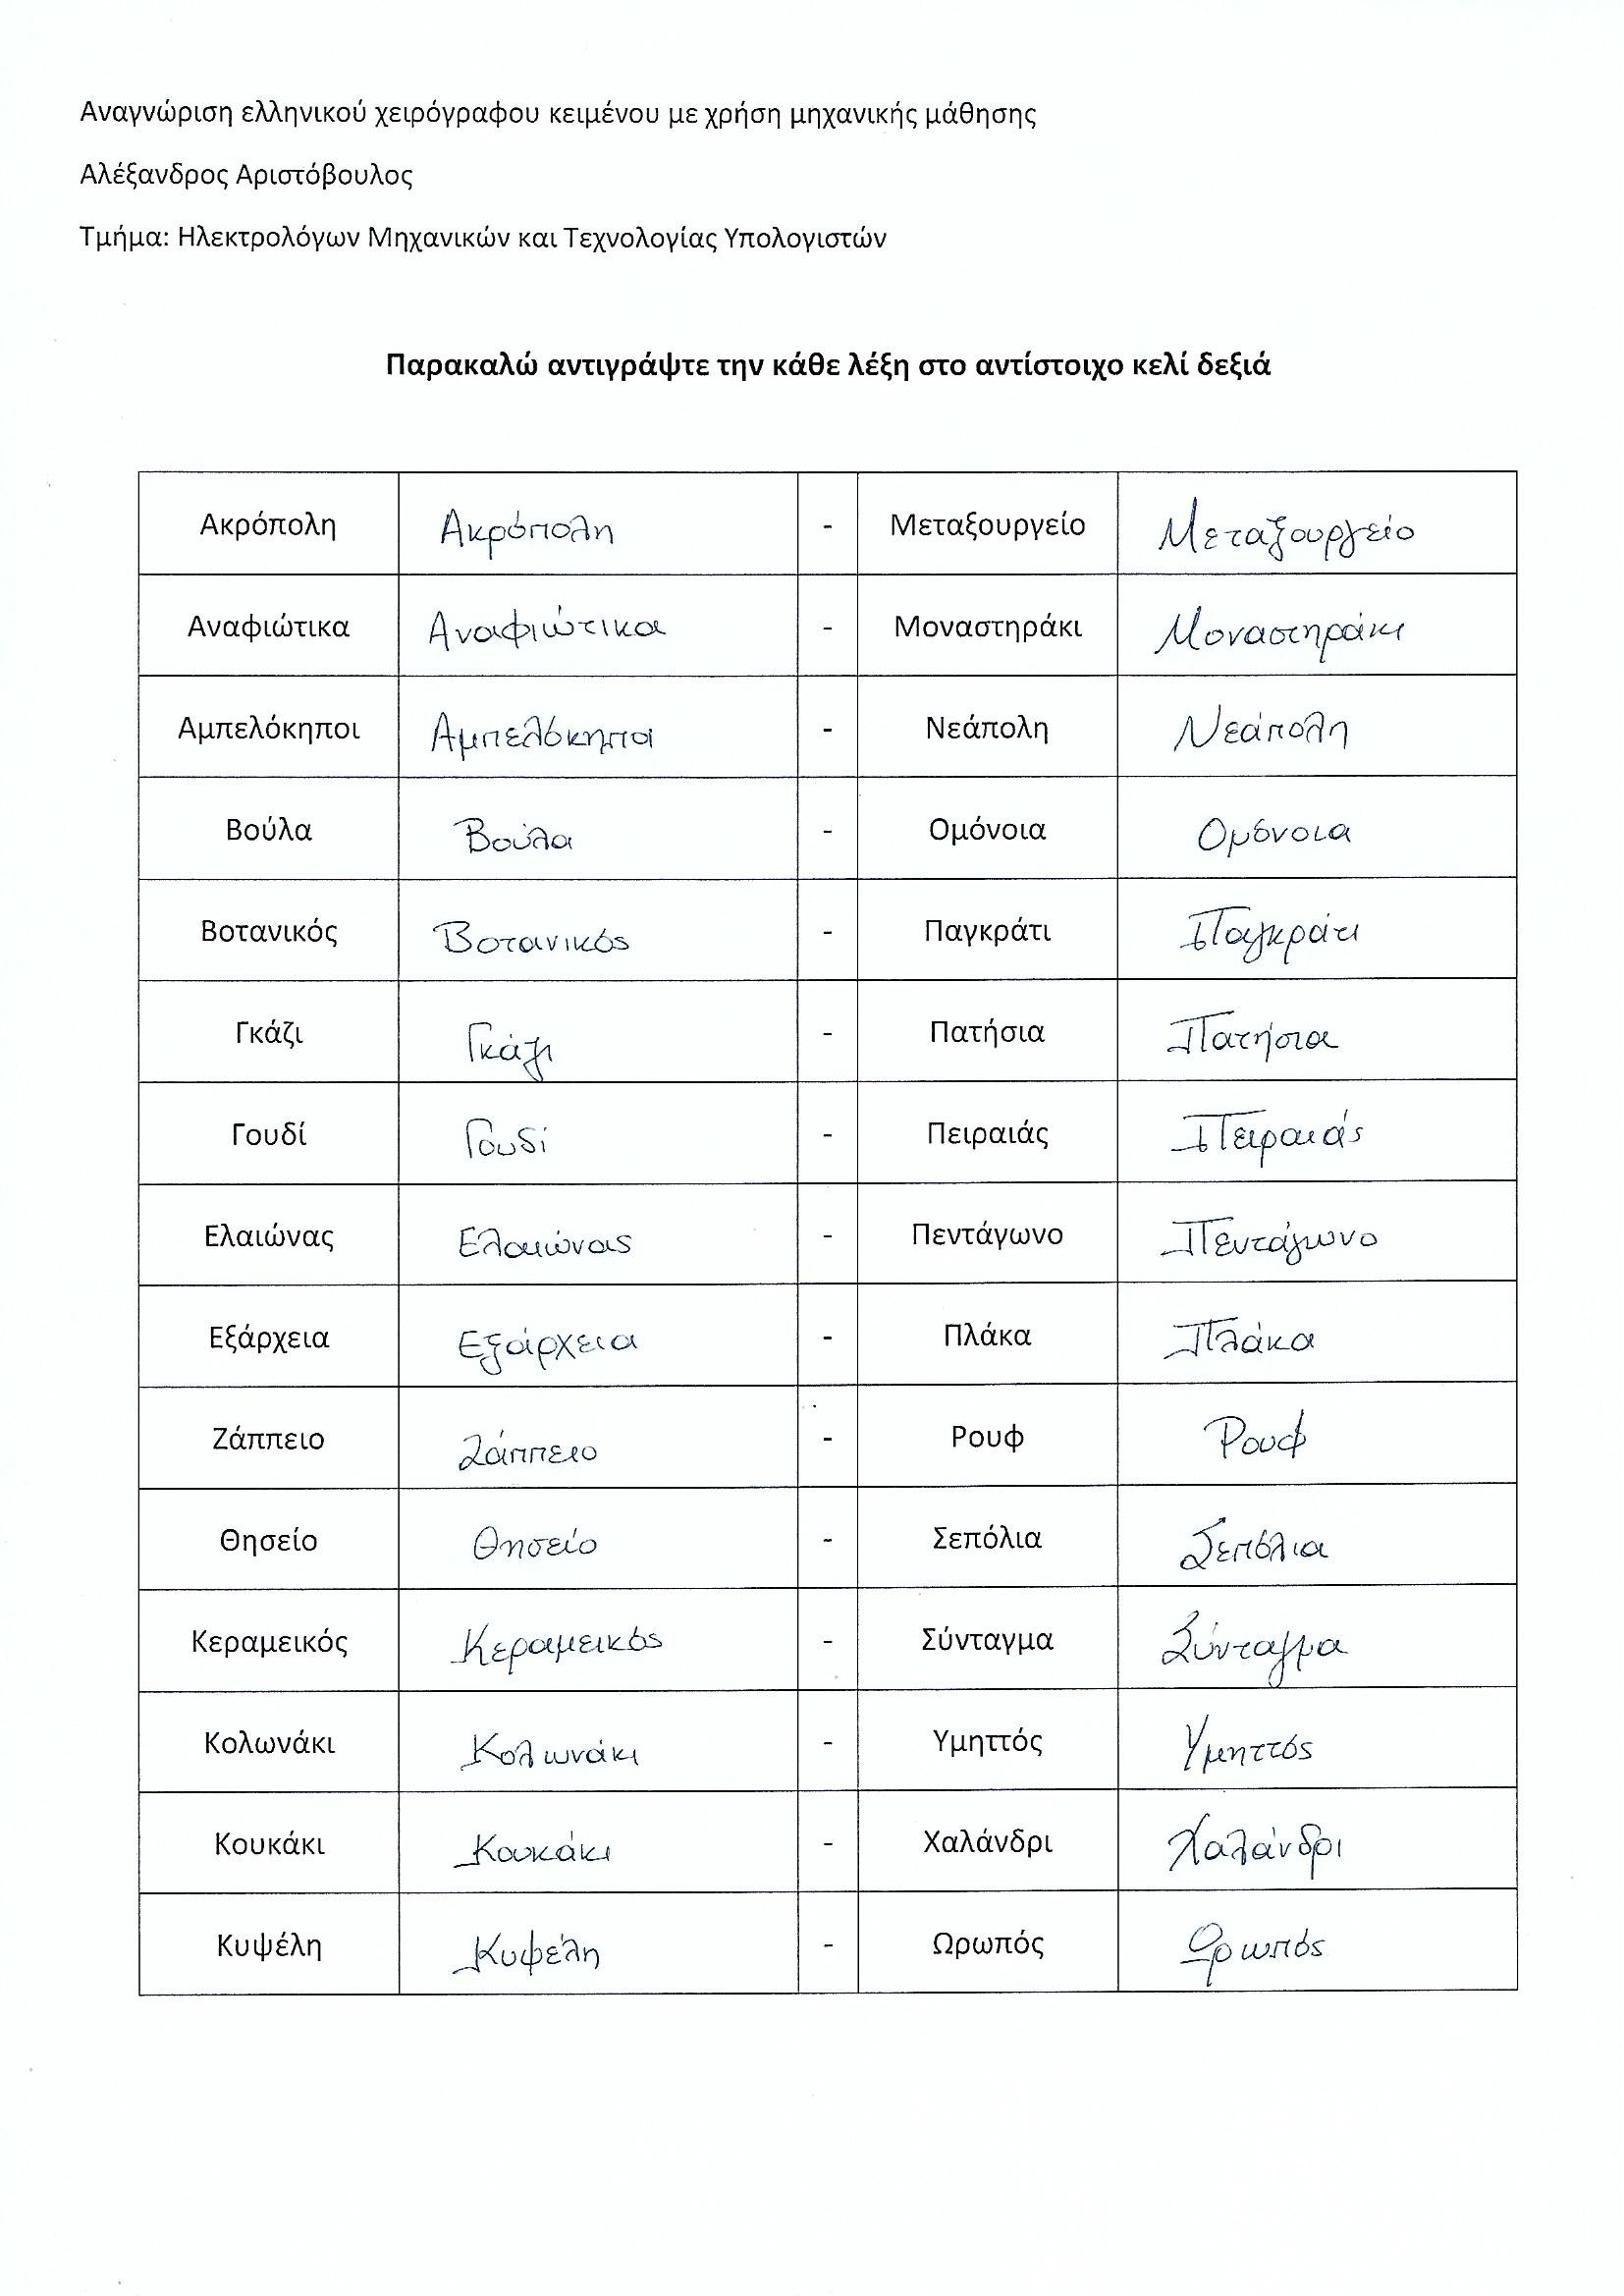 Αναγνώριση ελληνικού χειρόγραφου κειμένου με χρήση μηχανικής μάθησης
Αλέξανδρος Αριστόβουλος
Τμήμα: Ηλεκτρολόγων Μηχανικών και Τεχνολογίας Υπολογιστών
Παρακαλώ αντιγράψτε την κάθε λέξη στο αντίστοιχο κελί δεξιά
Ακρόπολη Ακρόπολη - Μεταξουργείο Μεταξουργείο
Αναφιώτικα Αναφιώτικα - Μοναστηράκι Μοναστηράκι
Αμπελόκηποι Αμπελόκηποι - Νεάπολη Νεάπολη
Βούλα Βούλα - Ομόνοια Ομόνοια
Βοτανικός Βοτανικός - Παγκράτι Παγκράτι
Γκάζι Γκάζι - Πατήσια Πατήσια
Γουδί Γουδί - Πειραιάς Πειραιάς
Ελαιώνας Ελαιώνας - Πεντάγωνο Πεντάγωνο
Εξάρχεια Εξάρχεια - Πλάκα Πλάκα
Ζάππειο Ζάππειο - Ρουφ Ρουφ
Θησείο Θησείο - Σεπόλια Σεπόλια
Κεραμεικός Κεραμεικός - Σύνταγμα Σύνταγμα
Κολωνάκι Κολωνάκι - Υμηττός Υμηττός
Κουκάκι Κουκάκι - Χαλάνδρι Χαλάνδρι
Κυψέλη Κυψέλη - Ωρωπός Ωρωπός